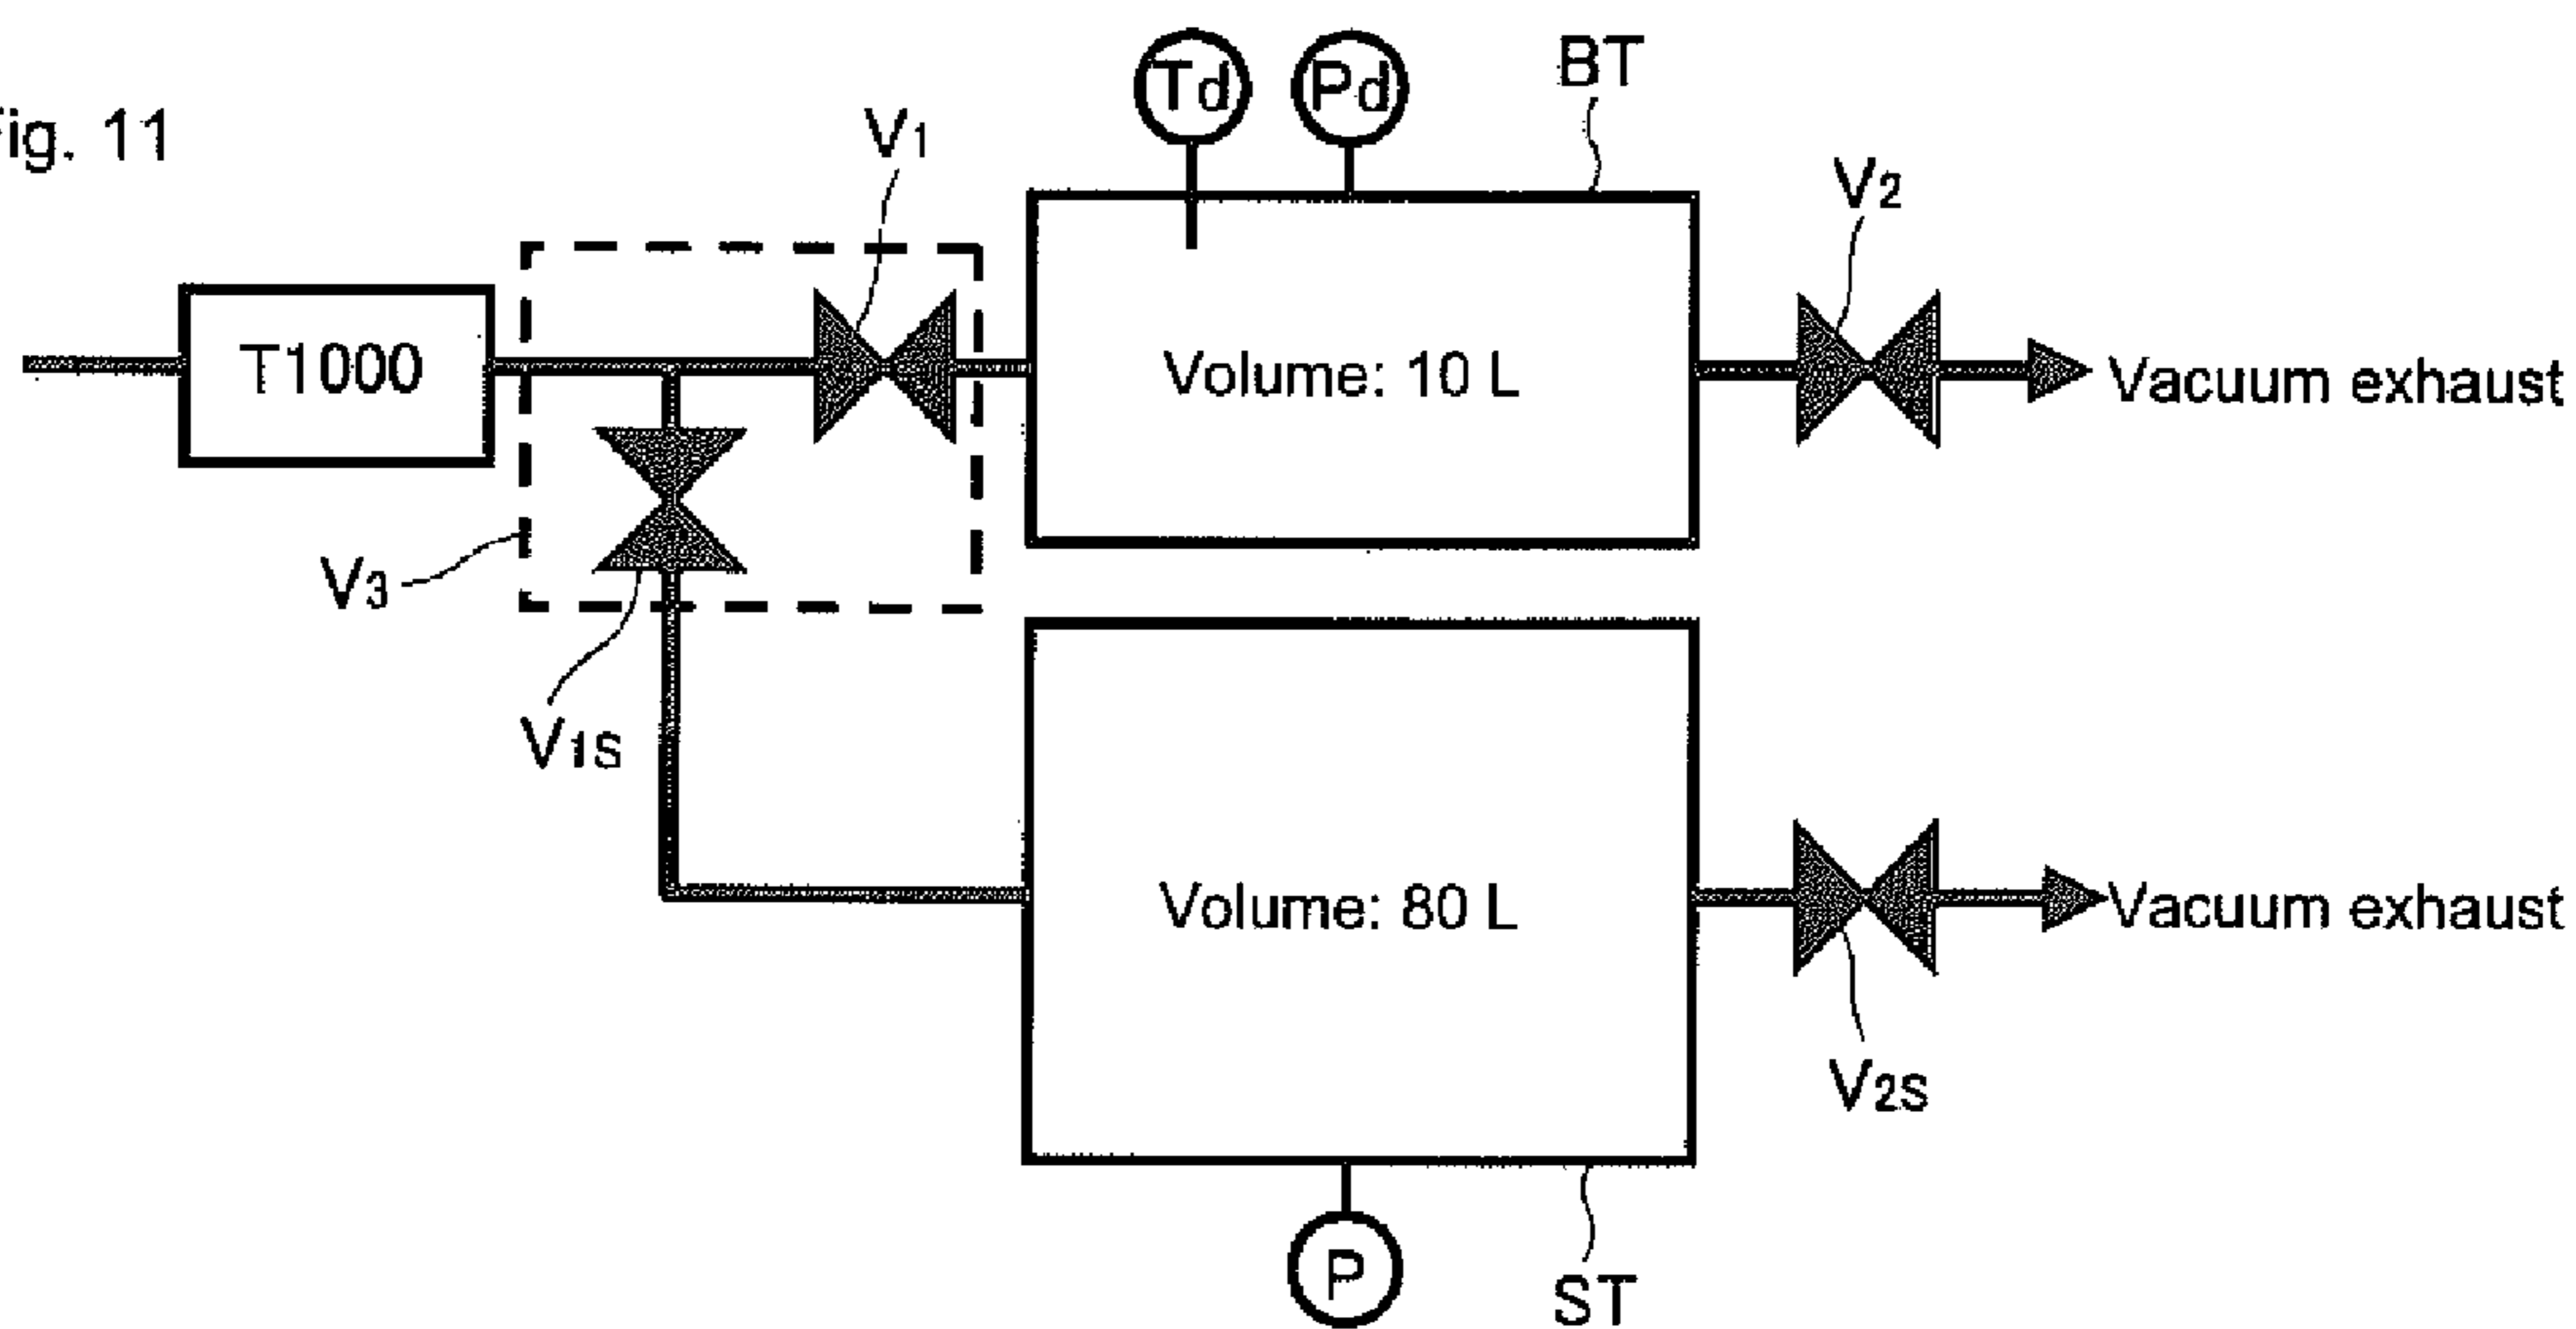 Fig. 11
Td
Pd
BT
V1
V2
T1000
Volume: 10 L
Vacuum exhaust
V3
V1S
Volume: 80 L
Vacuum exhaust
V2S
P
ST